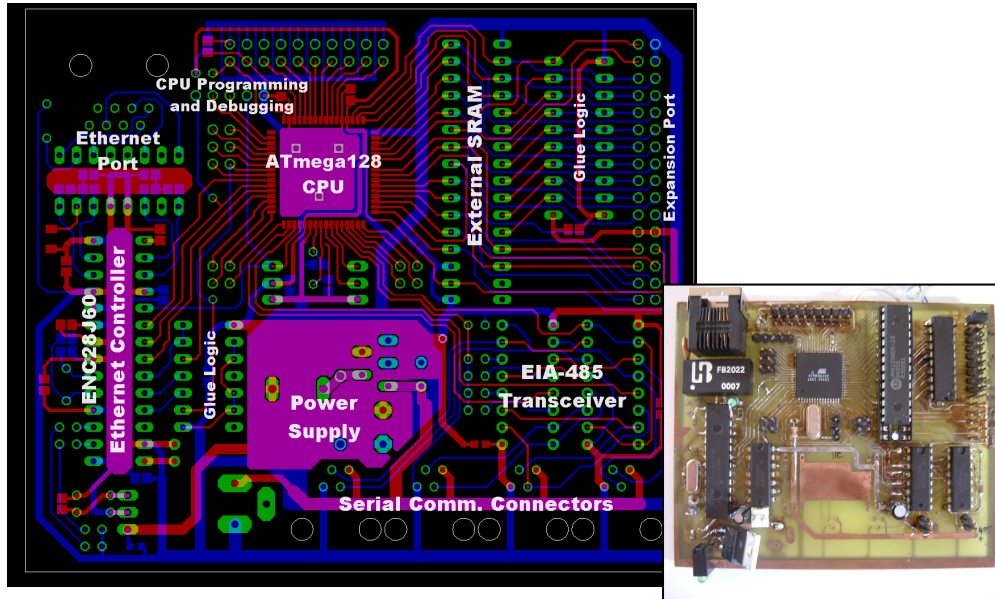 CPU Programming
and Debugging
Ethernet
Port
ATmega128
CPU
External SRAM
Glue Logic
Expansion Port
ENC28J60
Ethernet Controller
Glue Logic
Power
Supply
EIA-485
Transceiver
Serial Comm. Connectors
FB2022
0007